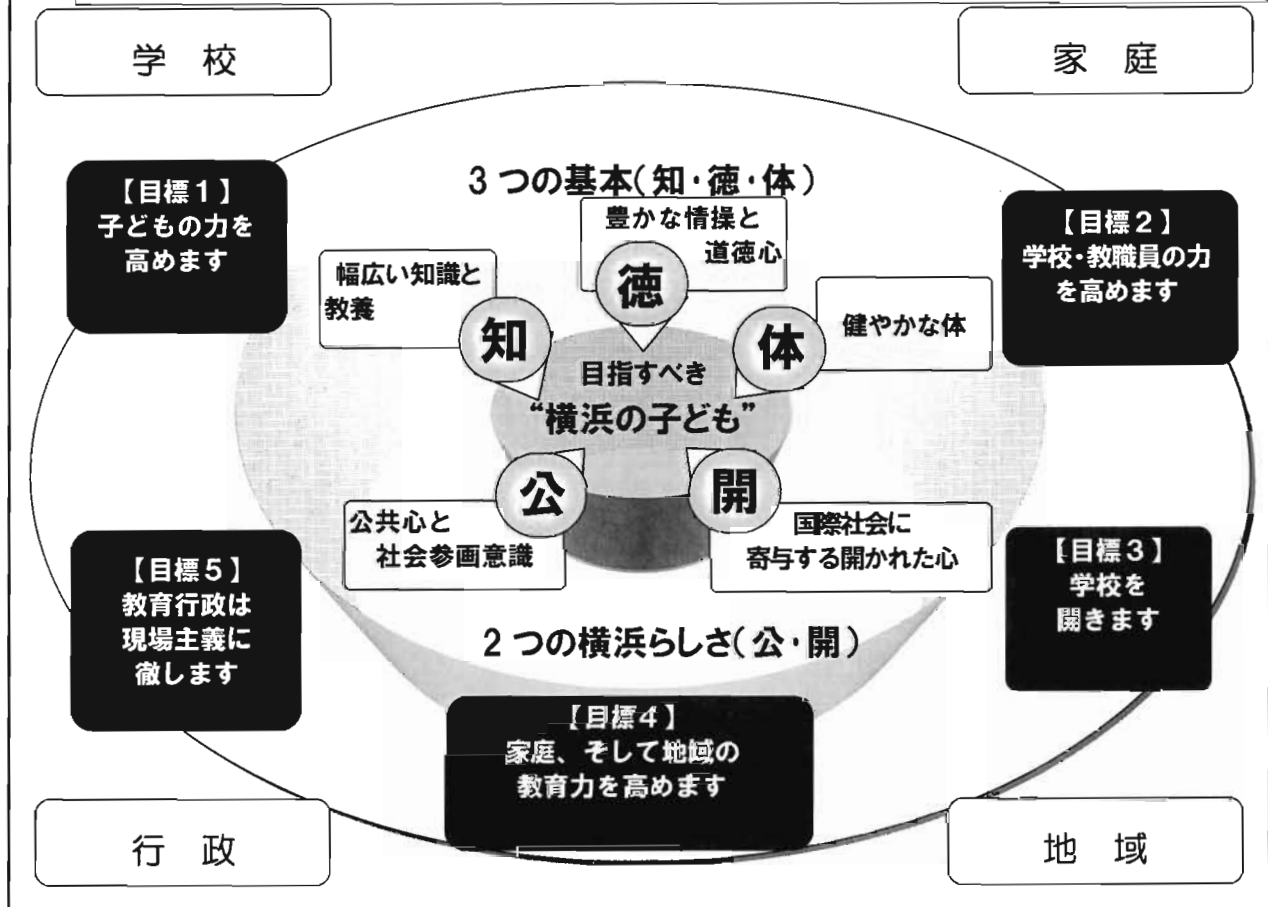 学 校
家 庭
【目標1】
子どもの力を
高めます
3つの基本(知・徳・体)
豊かな情操と
道徳心
【目標2】
学校・教職員の力
を高めます
幅広い知識と
教養
徳
知
体
健やかな体
目指すべき
“横浜の子ども”
公
開
公共心と
社会参画意識
国際社会に
寄与する開かれた心
【目標5】
教育行政は
現場主義に
徹します
【目標3】
学校を
開きます
2つの横浜らしさ(公・開)
【目標4】
家庭、そして地域の
教育力を高めます
行 政
地 域